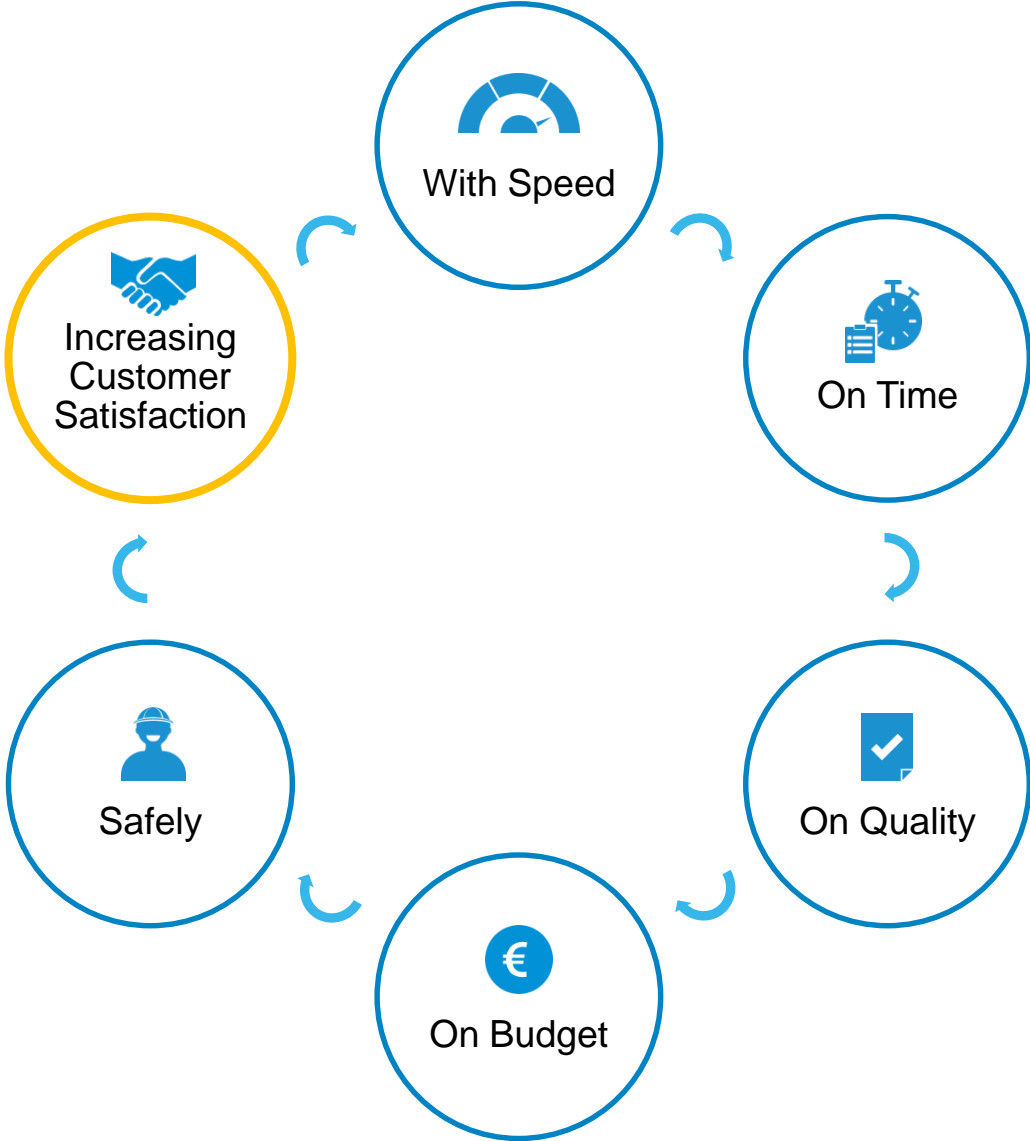 With Speed
On Time
On Quality
€
On Budget
Safely
Increasing
Customer
Satisfaction